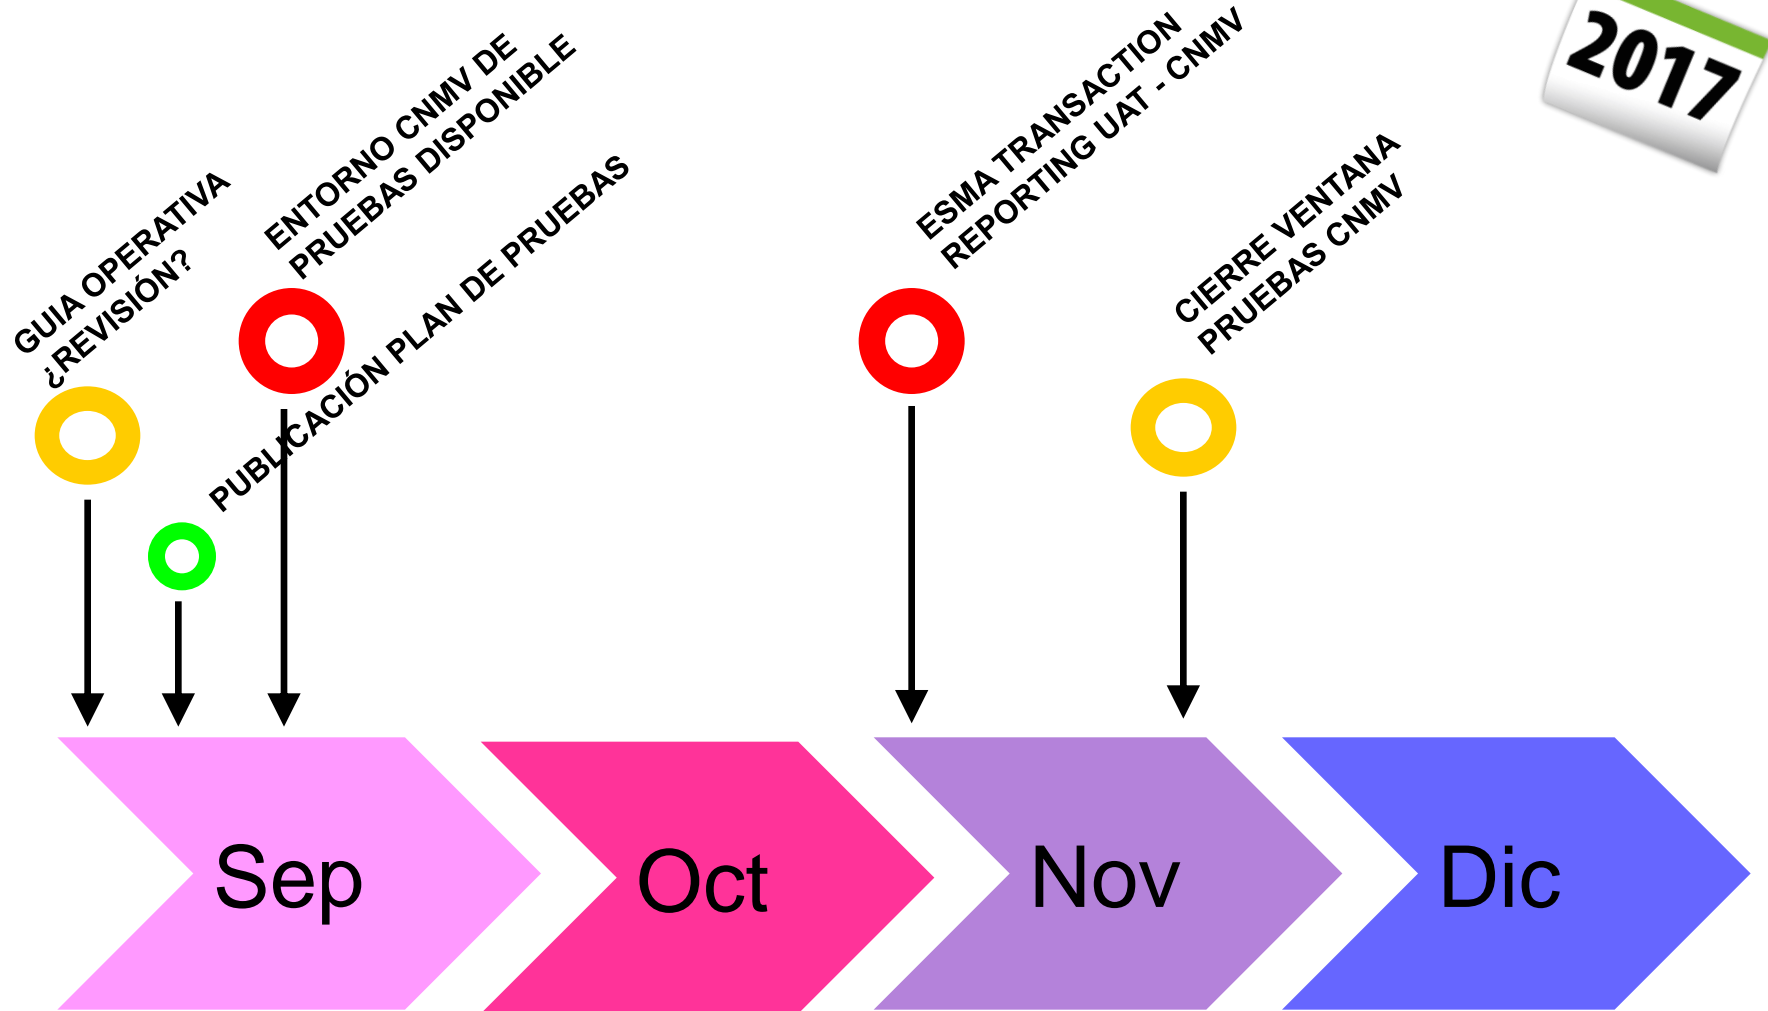 2017
GUIA OPERATIVA
¿REVISIÓN?
ENTORNO CNMV DE
PRUEBAS DISPONIBLE
PUBLICACIÓN PLAN DE PRUEBAS
ESMA TRANSACTION
REPORTING UAT - CNMV
CIERRE VENTANA
PRUEBAS CNMV
Sep
Oct
Nov
Dic